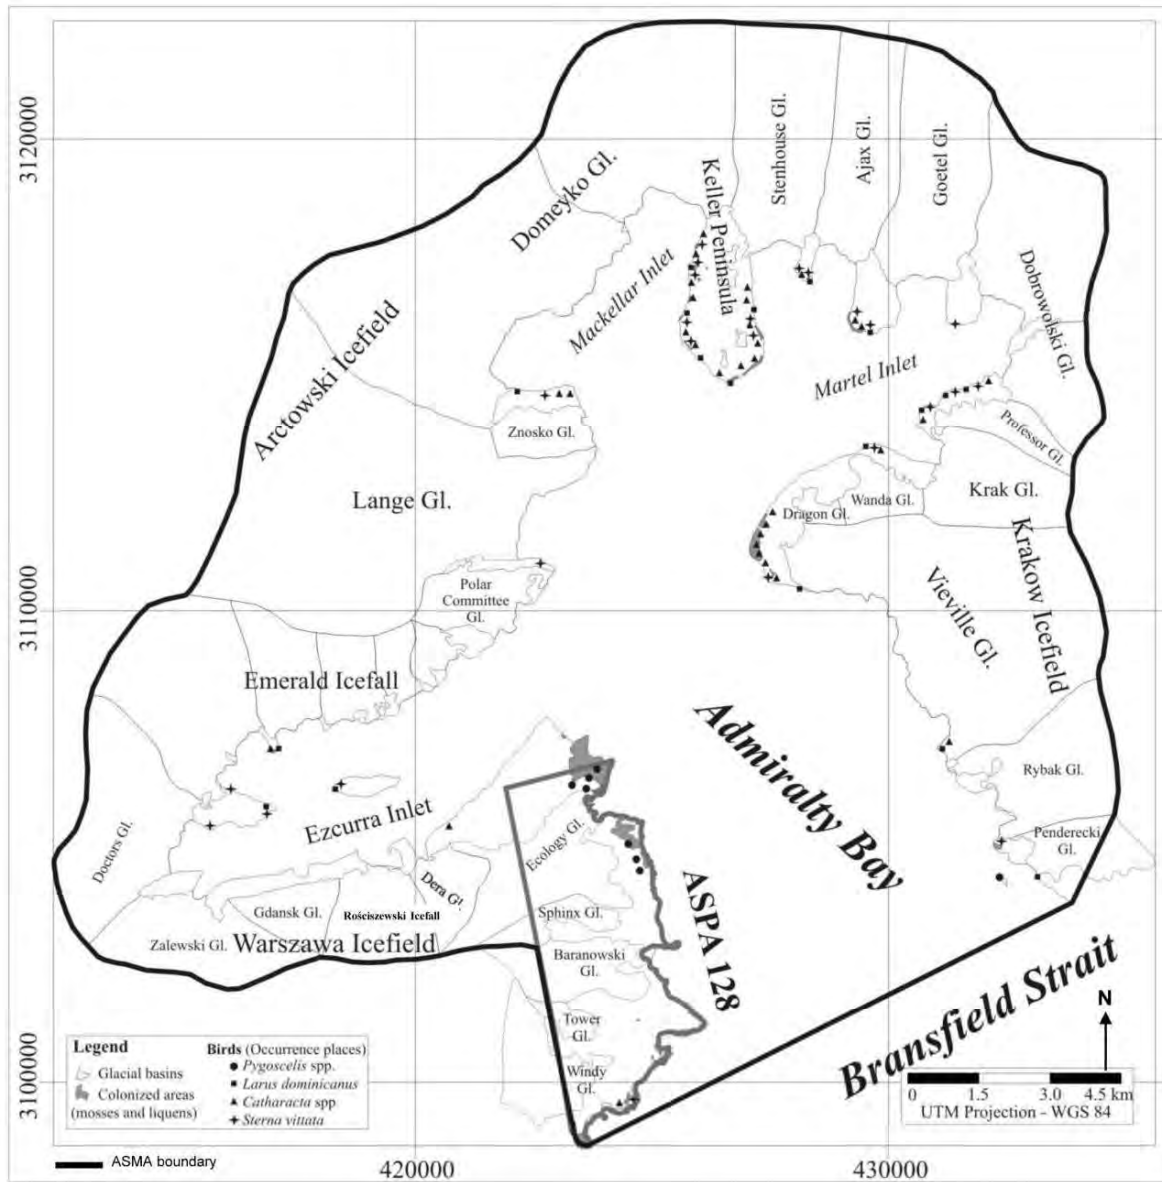 3120000
3110000
3100000
420000
430000
Stenhouse Gl.
Ajax Gl.
Goetel Gl.
Domeyko Gl.
Keller Peninsula
Mackellar Inlet
Dobrowolski Gl.
Arctowski Icefield
Martel Inlet
Znosko Gl.
Professor Gl.
Lange Gl.
Krak Gl.
Wanda Gl.
Dragon Gl.
Krakow Icefield
Polar
Committee
Gl.
Vieville Gl.
Emerald Icefall
Admiralty Bay
Rybak Gl.
Ezcurra Inlet
Ecology Gl.
Penderecki
Gl.
Doctors Gl.
Dera Gl.
ASPA 128
Gdansk Gl.
Rościszewski Icefall
Sphinx Gl.
Zalewski Gl.
Warszawa Icefield
Baranowski
Gl.
Bransfield Strait
Tower
Gl.
Windy
Gl.
N
Legend
Glacial basins
Colonized areas
(mosses and liquens)
Birds (Occurrence places)
Pygoscelis spp.
Larus dominicanus
Catharacta spp
Sterna vittata
ASMA boundary
0 1.5 3.0 4.5 km
UTM Projection - WGS 84